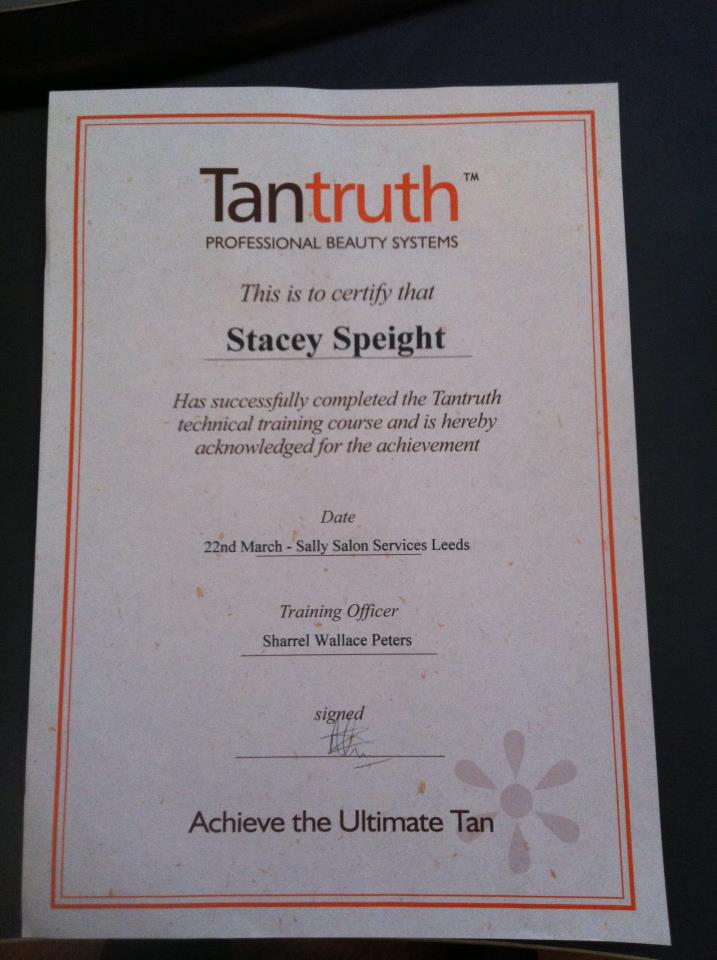 Tantruth™
PROFESSIONAL BEAUTY SYSTEMS
This is to certify that
Stacey Speight
Has successfully completed the Tantruth
technical training course and is hereby
acknowledged for the achievement
Date
22nd March - Sally Salon Services Leeds
Training Officer
Sharrel Wallace Peters
signed
Achieve the Ultimate Tan